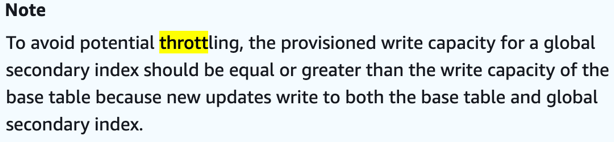 Note
To avoid potential throttling, the provisioned write capacity for a global
secondary index should be equal or greater than the write capacity of the
base table because new updates write to both the base table and global
secondary index.